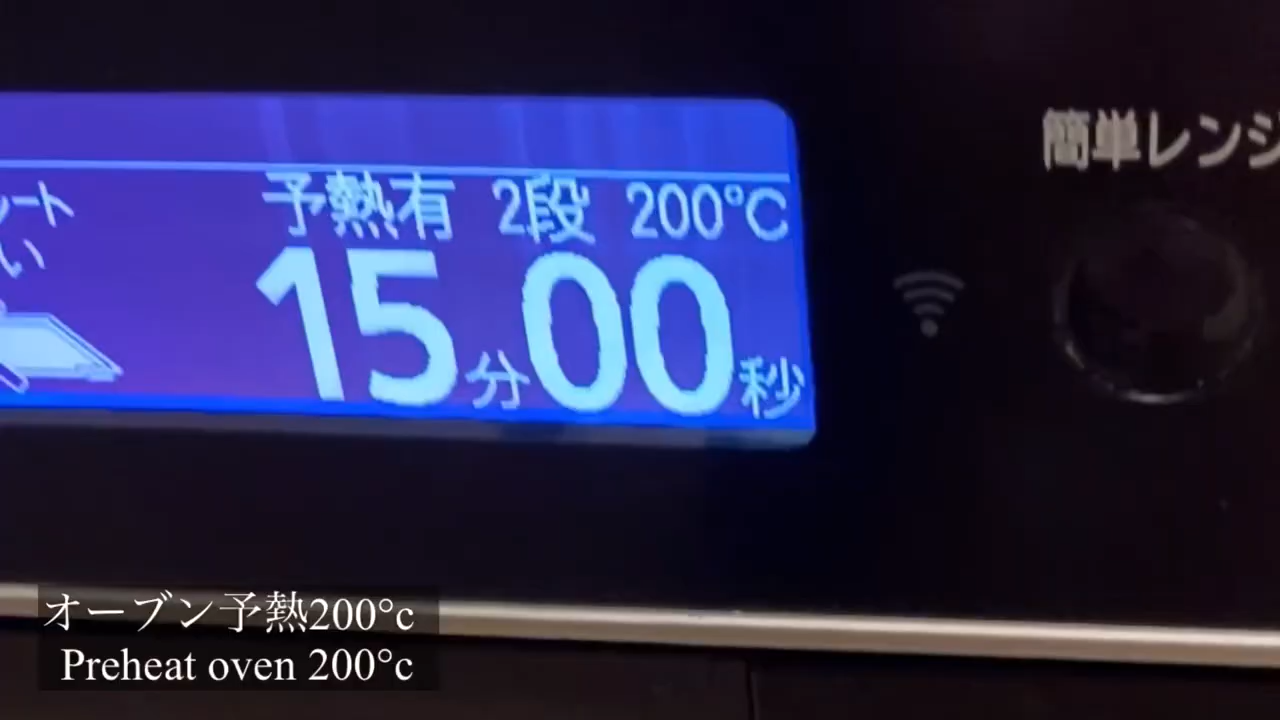 簡単レンジ
予熱有 2段 200℃
15分00秒
オーブン予熱200°c
Preheat oven 200°c